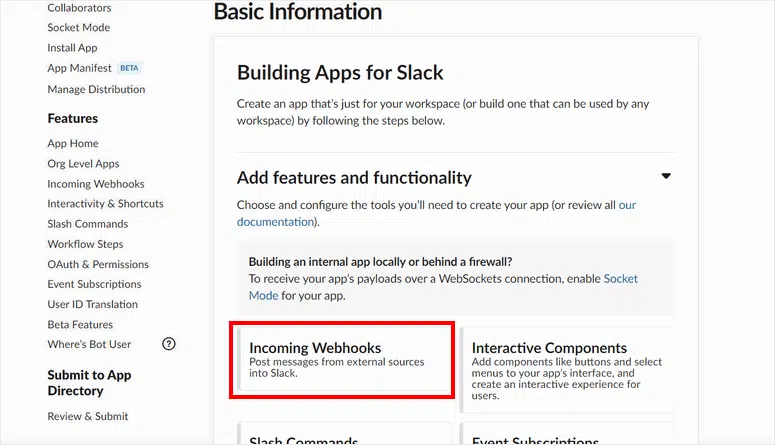 Collaborators
Socket Mode
Install App
App Manifest BETA
Manage Distribution
Features
App Home
Org Level Apps
Incoming Webhooks
Interactivity & Shortcuts
Slash Commands
Workflow Steps
OAuth & Permissions
Event Subscriptions
User ID Translation
Beta Features
Where's Bot User ?
Submit to App
Directory
Review & Submit
Basic Information
Building Apps for Slack
Create an app that's just for your workspace (or build one that can be used by any
workspace) by following the steps below.
Add features and functionality
Choose and configure the tools you'll need to create your app (or review all our
documentation).
Building an internal app locally or behind a firewall?
To receive your app's payloads over a WebSockets connection, enable Socket
Mode for your app.
Incoming Webhooks
Post messages from external sources
into Slack.
Interactive Components
Add components like buttons and select
menus to your app's interface, and
create an interactive experience for
users.
Slash Commands
Event Subscriptions